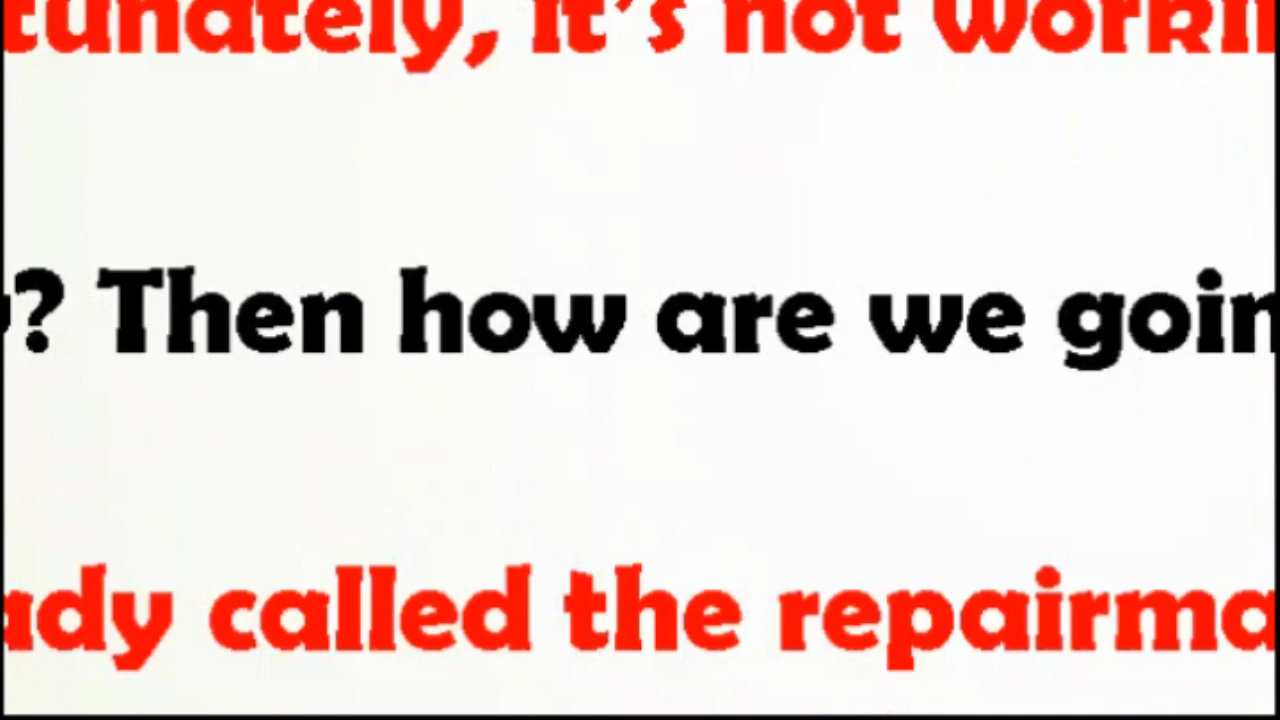 tunately, it's not workin
? Then how are we goin
ady called the repairma